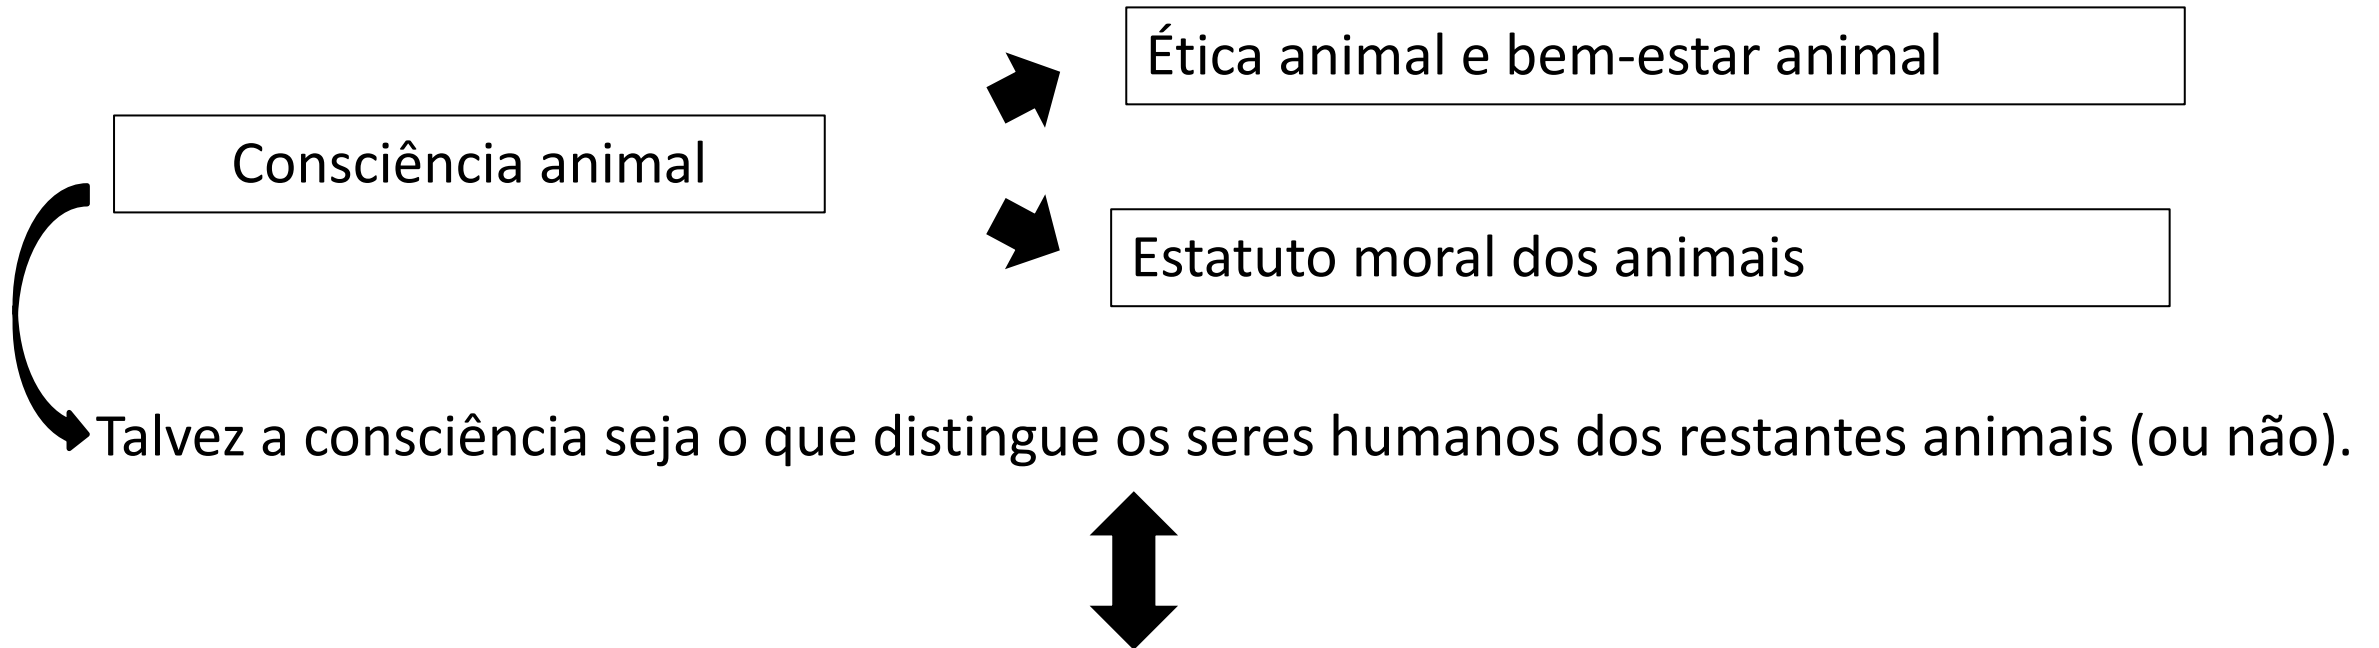 Ética animal e bem-estar animal
Consciência animal
Estatuto moral dos animais
Talvez a consciência seja o que distingue os seres humanos dos restantes animais (ou não).